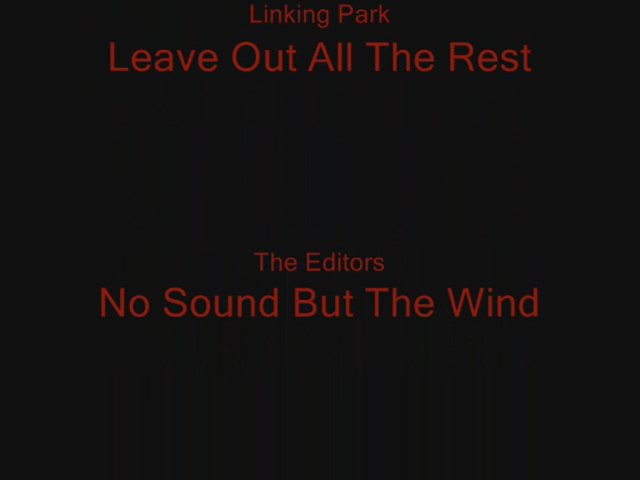 Linking Park
Leave Out All The Rest
The Editors
No Sound But The Wind